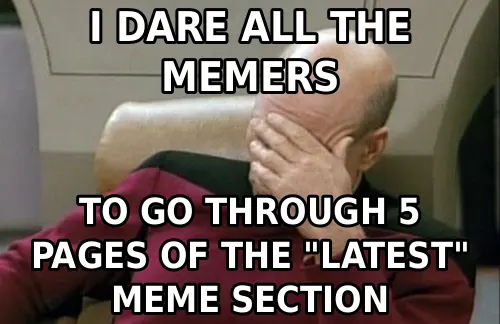 I DARE ALL THE
MEMERS
TO GO THROUGH 5
PAGES OF THE "LATEST"
MEME SECTION